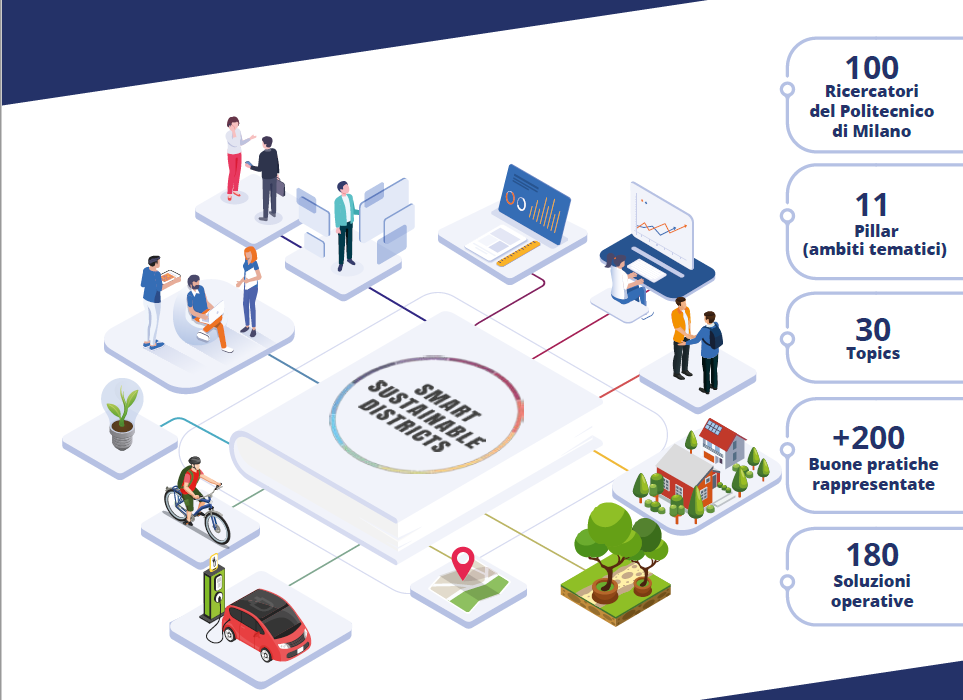 SMART
SUSTAINABLE
DISTRICTS
100
Ricercatori
del Politecnico
di Milano
11
Pillar
(ambiti tematici)
30
Topics
+200
Buone pratiche
rappresentate
180
Soluzioni
operative